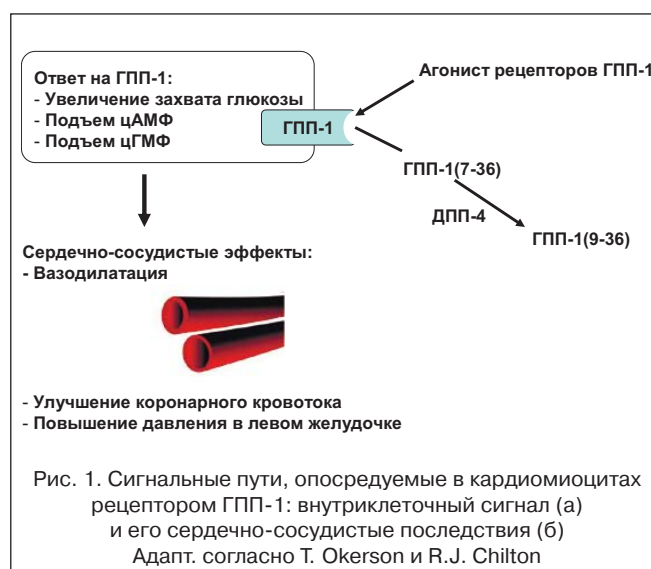 Ответ на ГПП-1:
- Увеличение захвата глюкозы
- Подъем цАМФ
- Подъем цГМФ
ГПП-1
Агонист рецепторов ГПП-1
ГПП-1(7-36)
ДПП-4
ГПП-1(9-36)
Сердечно-сосудистые эффекты:
- Вазодилатация
- Улучшение коронарного кровотока
- Повышение давления в левом желудочке
Рис. 1. Сигнальные пути, опосредуемые в кардиомиоцитах
рецептором ГПП-1: внутриклеточный сигнал (а)
и его сердечно-сосудистые последствия (б)
Адапт. согласно T. Okerson и R.J. Chilton